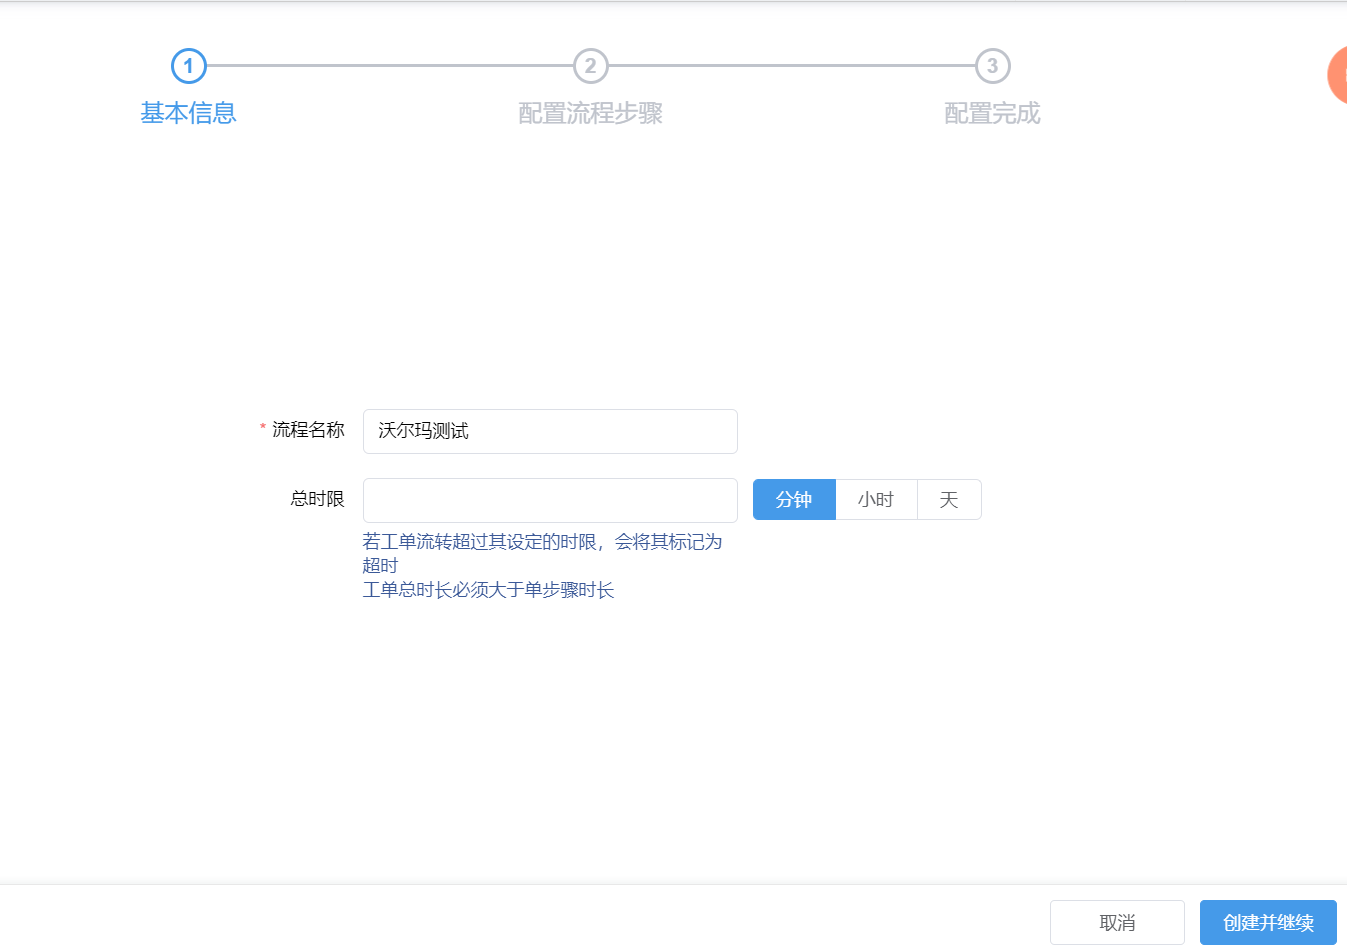 1
2
3
基本信息
配置流程步骤
配置完成
* 流程名称
沃尔玛测试
总时限
分钟
小时
天
若工单流转超过其设定的时限，会将其标记为
超时
工单总时长必须大于单步骤时长
取消
创建并继续